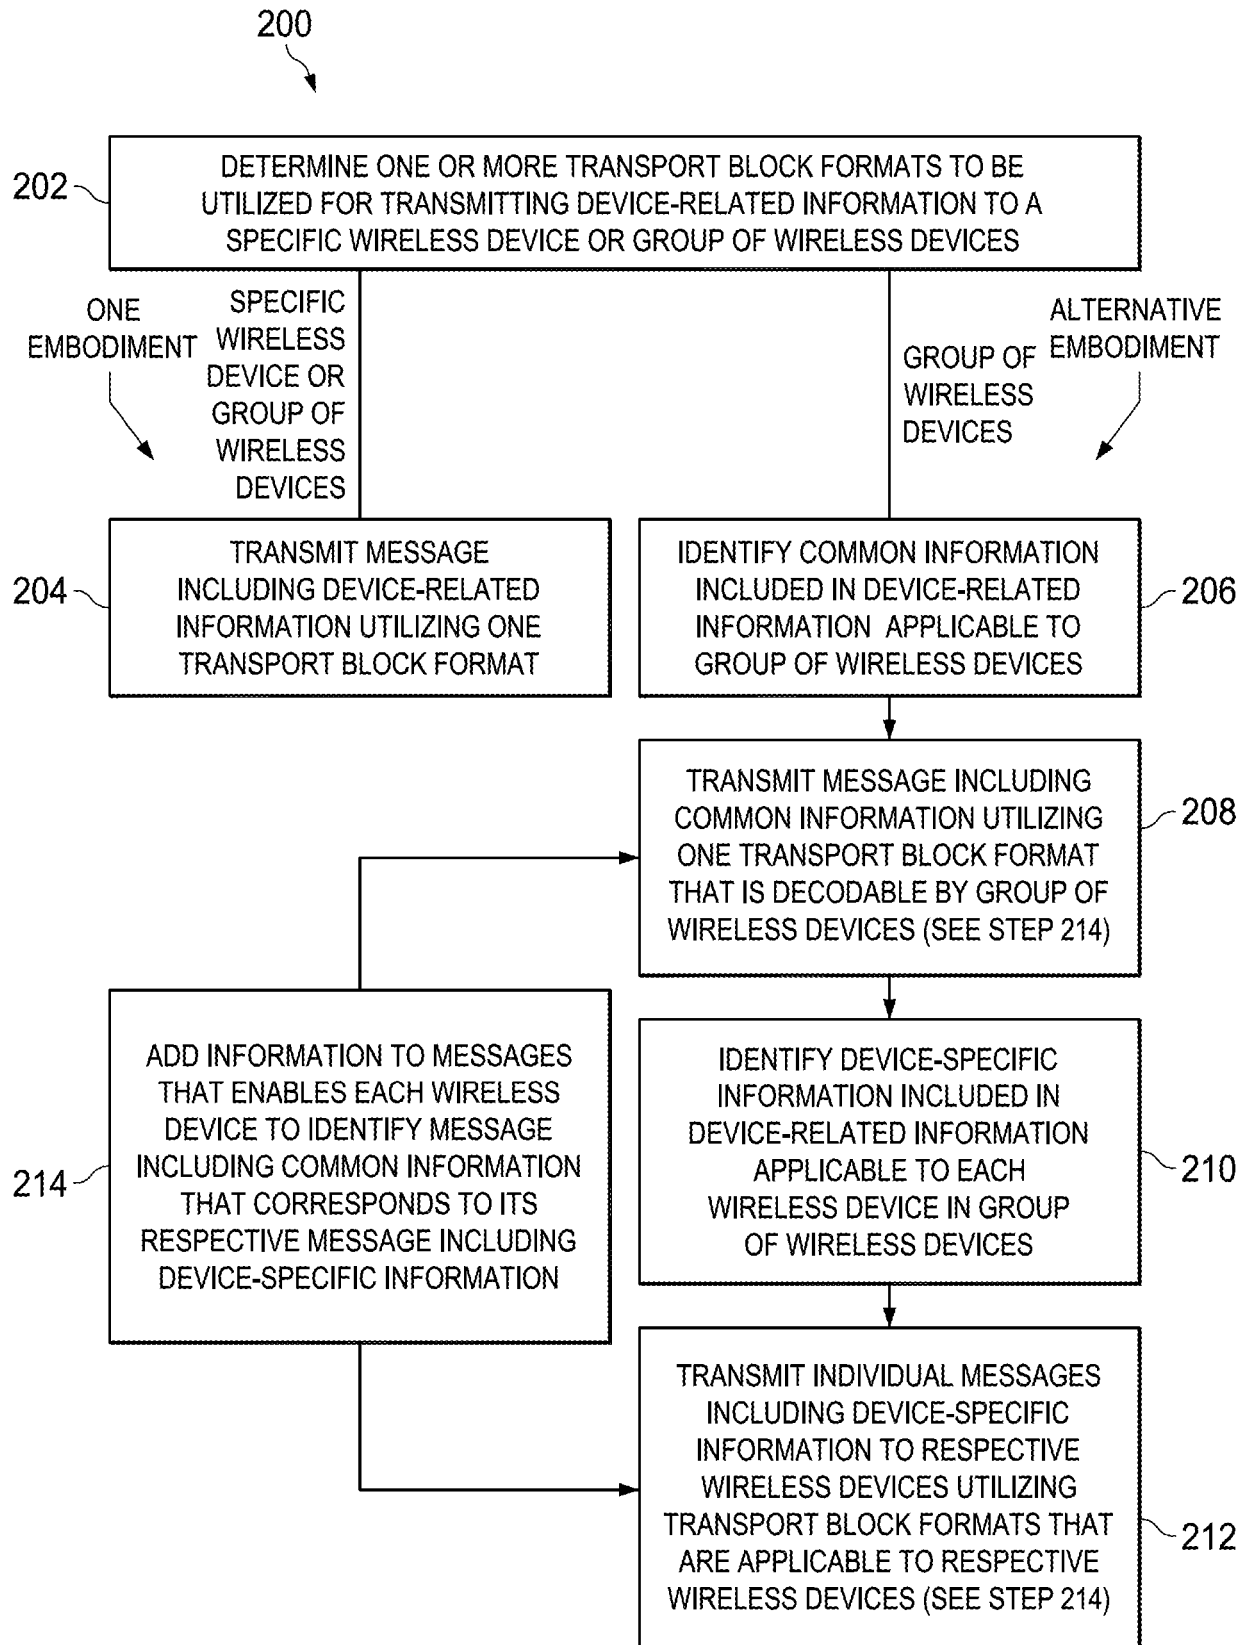 200
202
DETERMINE ONE OR MORE TRANSPORT BLOCK FORMATS TO BE
UTILIZED FOR TRANSMITTING DEVICE-RELATED INFORMATION TO A
SPECIFIC WIRELESS DEVICE OR GROUP OF WIRELESS DEVICES
ONE
EMBODIMENT
SPECIFIC
WIRELESS
DEVICE OR
GROUP OF
WIRELESS
DEVICES
GROUP OF
WIRELESS
DEVICES
ALTERNATIVE
EMBODIMENT
204
TRANSMIT MESSAGE
INCLUDING DEVICE-RELATED
INFORMATION UTILIZING ONE
TRANSPORT BLOCK FORMAT
IDENTIFY COMMON INFORMATION
INCLUDED IN DEVICE-RELATED
INFORMATION APPLICABLE TO
GROUP OF WIRELESS DEVICES
206
TRANSMIT MESSAGE INCLUDING
COMMON INFORMATION UTILIZING
ONE TRANSPORT BLOCK FORMAT
THAT IS DECODABLE BY GROUP OF
WIRELESS DEVICES (SEE STEP 214)
208
214
ADD INFORMATION TO MESSAGES
THAT ENABLES EACH WIRELESS
DEVICE TO IDENTIFY MESSAGE
INCLUDING COMMON INFORMATION
THAT CORRESPONDS TO ITS
RESPECTIVE MESSAGE INCLUDING
DEVICE-SPECIFIC INFORMATION
IDENTIFY DEVICE-SPECIFIC
INFORMATION INCLUDED IN
DEVICE-RELATED INFORMATION
APPLICABLE TO EACH
WIRELESS DEVICE IN GROUP
OF WIRELESS DEVICES
210
TRANSMIT INDIVIDUAL MESSAGES
INCLUDING DEVICE-SPECIFIC
INFORMATION TO RESPECTIVE
WIRELESS DEVICES UTILIZING
TRANSPORT BLOCK FORMATS THAT
ARE APPLICABLE TO RESPECTIVE
WIRELESS DEVICES (SEE STEP 214)
212